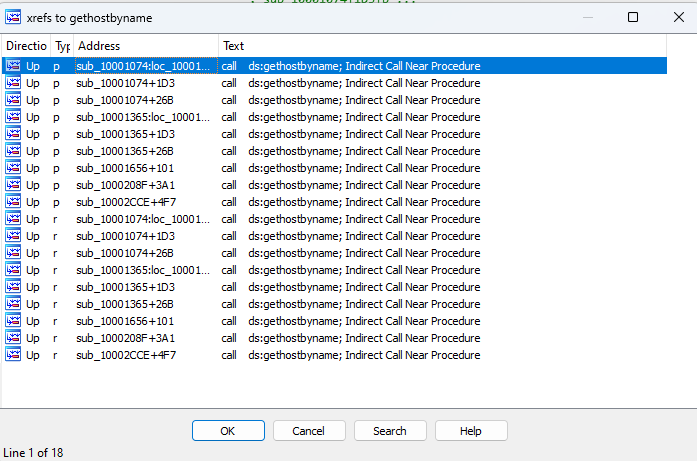 xrefs to gethostbyname
Directio Typ Address Text
Up p sub_10001074:loc_10001... call ds:gethostbyname; Indirect Call Near Procedure
Up p sub_10001074+1D3 call ds:gethostbyname; Indirect Call Near Procedure
Up p sub_10001074+26B call ds:gethostbyname; Indirect Call Near Procedure
Up p sub_10001365:loc_10001... call ds:gethostbyname; Indirect Call Near Procedure
Up p sub_10001365+1D3 call ds:gethostbyname; Indirect Call Near Procedure
Up p sub_10001365+26B call ds:gethostbyname; Indirect Call Near Procedure
Up p sub_10001656+101 call ds:gethostbyname; Indirect Call Near Procedure
Up p sub_1000208F+3A1 call ds:gethostbyname; Indirect Call Near Procedure
Up p sub_10002CCE+4F7 call ds:gethostbyname; Indirect Call Near Procedure
Up r sub_10001074:loc_10001... call ds:gethostbyname; Indirect Call Near Procedure
Up r sub_10001074+1D3 call ds:gethostbyname; Indirect Call Near Procedure
Up r sub_10001074+26B call ds:gethostbyname; Indirect Call Near Procedure
Up r sub_10001365:loc_10001... call ds:gethostbyname; Indirect Call Near Procedure
Up r sub_10001365+1D3 call ds:gethostbyname; Indirect Call Near Procedure
Up r sub_10001365+26B call ds:gethostbyname; Indirect Call Near Procedure
Up r sub_10001656+101 call ds:gethostbyname; Indirect Call Near Procedure
Up r sub_1000208F+3A1 call ds:gethostbyname; Indirect Call Near Procedure
Up r sub_10002CCE+4F7 call ds:gethostbyname; Indirect Call Near Procedure
OK Cancel Search Help
Line 1 of 18